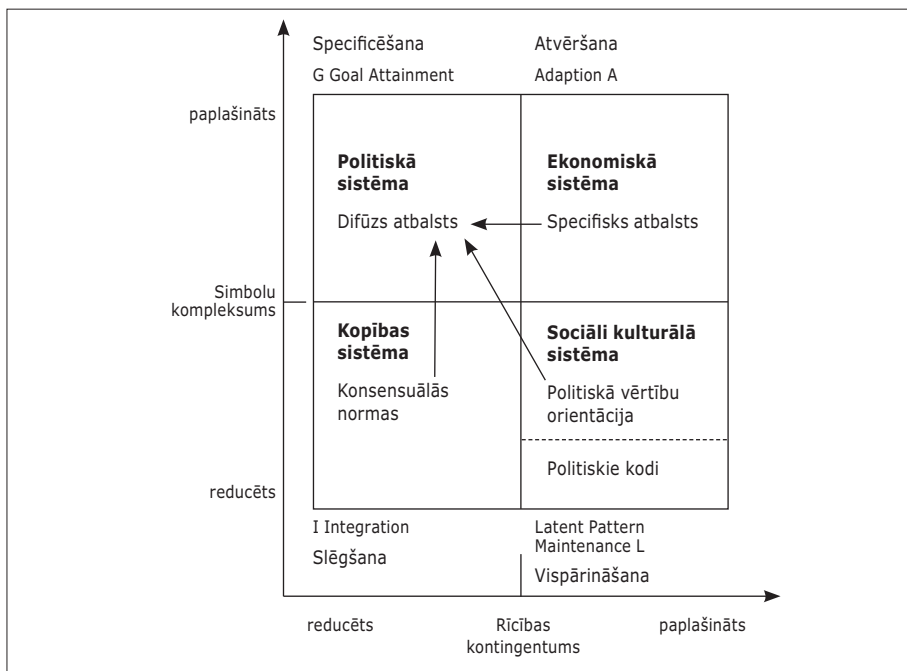 Specificēšana
Atvēršana
G Goal Attainment
Adaption A
paplašināts
Politiskā
sistēma
Difūzs atbalsts
Ekonomiskā
sistēma
Specifisks atbalsts
Simbolu
kompleksums
Kopības
sistēma
Konsensuālās
normas
Sociāli kulturālā
sistēma
Politiskā vērtību
orientācija
Politiskie kodi
reducēts
I Integration
Slēgšana
Latent Pattern
Maintenance L
Vispārināšana
reducēts
Rīcības
kontingentums
paplašināts